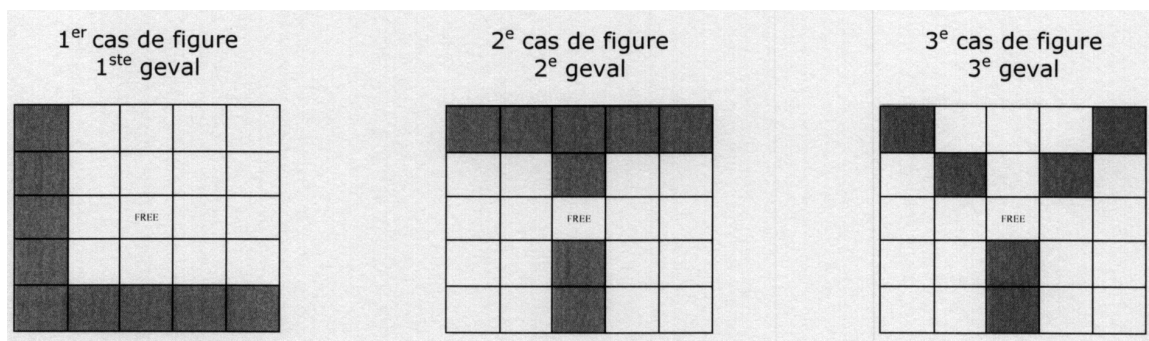 1er cas de figure
1ste geval
FREE
2e cas de figure
2e geval
FREE
3e cas de figure
3e geval
FREE